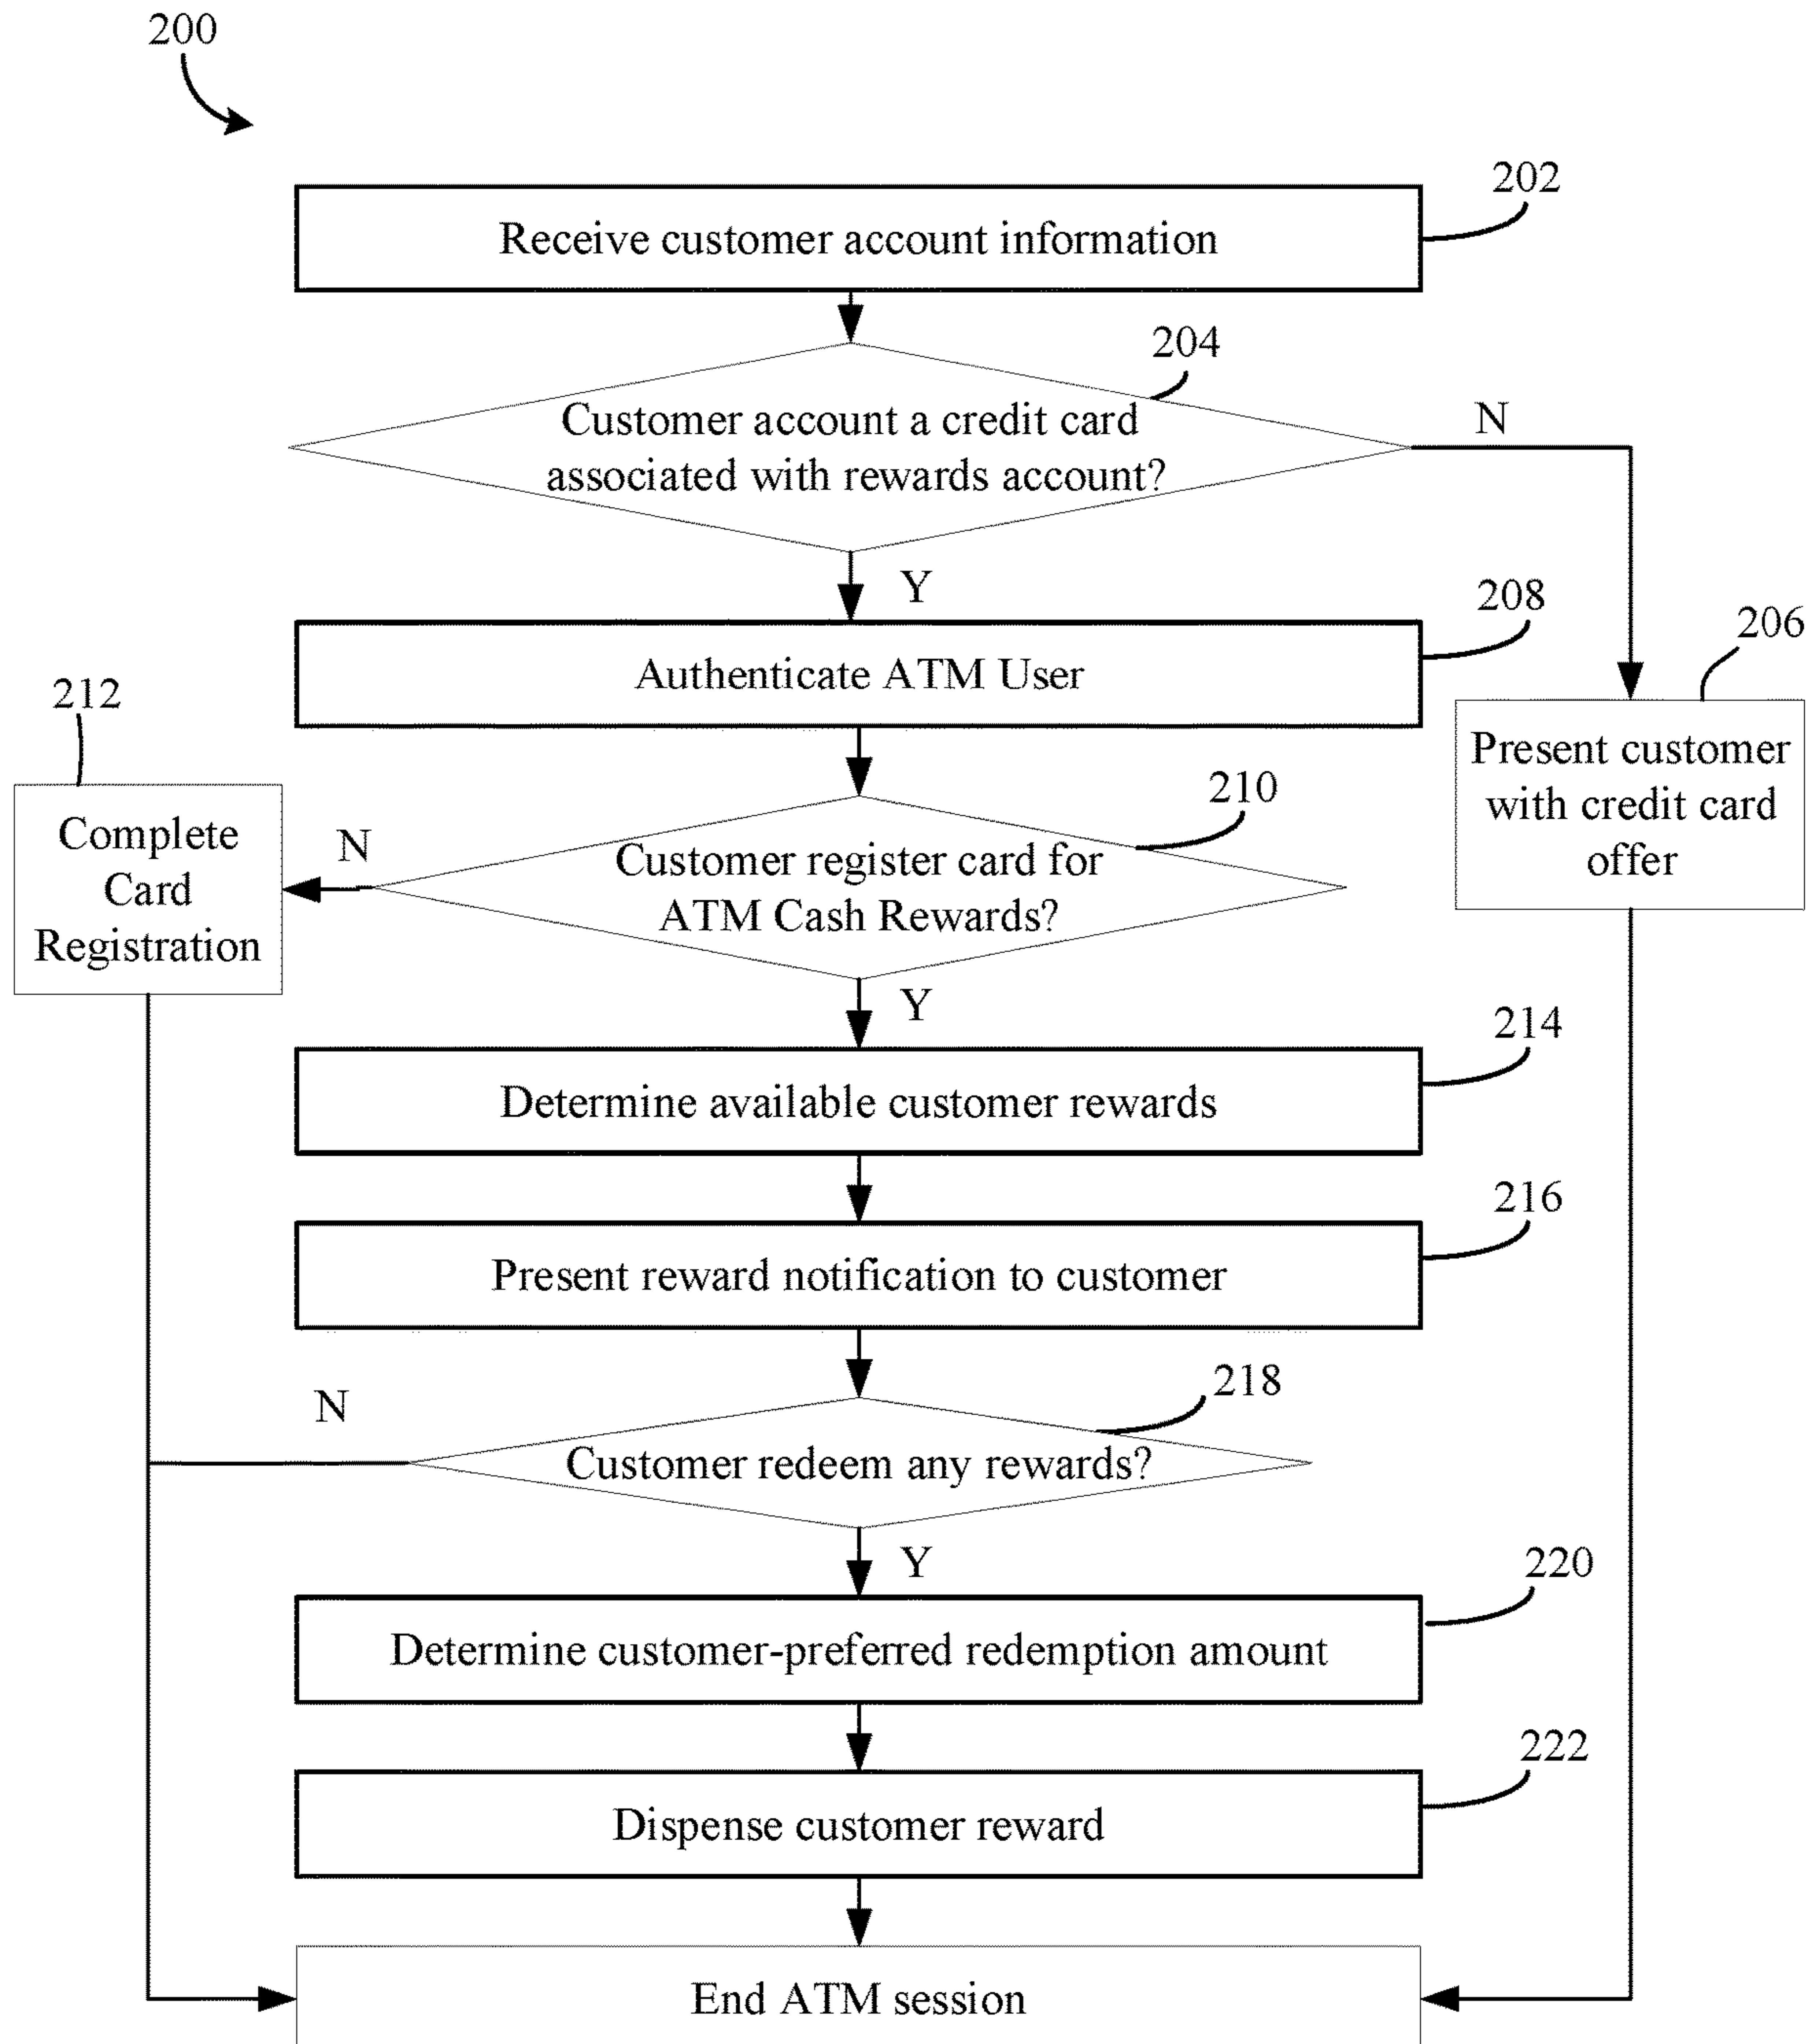 200
202
Receive customer account information
204
Customer account a credit card
associated with rewards account?
N
Y
208
Authenticate ATM User
206
Present customer
with credit card
offer
212
Complete
Card
Registration
N
210
Customer register card for
ATM Cash Rewards?
Y
214
Determine available customer rewards
216
Present reward notification to customer
218
N
Customer redeem any rewards?
Y
220
Determine customer-preferred redemption amount
222
Dispense customer reward
End ATM session